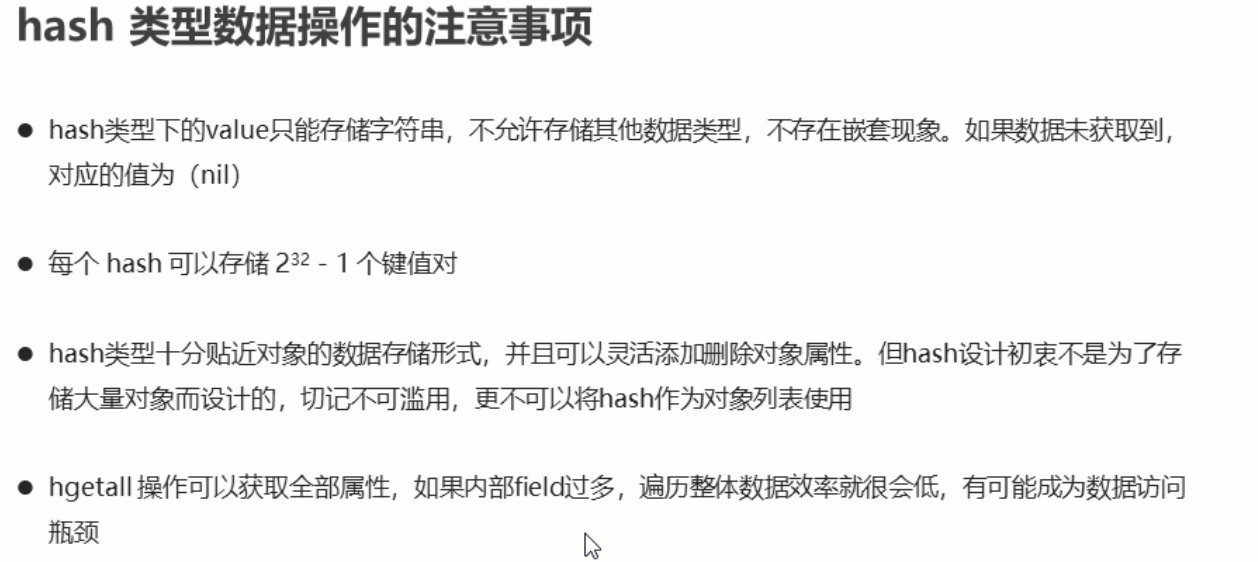 hash 类型数据操作的注意事项
● hash类型下的value只能存储字符串，不允许存储其他数据类型，不存在嵌套现象。如果数据未获取到，
对应的值为（nil）
● 每个 hash 可以存储 2³² - 1 个键值对
● hash类型十分贴近对象的数据存储形式，并且可以灵活添加删除对象属性。但hash设计初衷不是为了存
储大量对象而设计的，切记不可滥用，更不可以将hash作为对象列表使用
● hgetall 操作可以获取全部属性，如果内部field过多，遍历整体数据效率就很会低，有可能成为数据访问
瓶颈